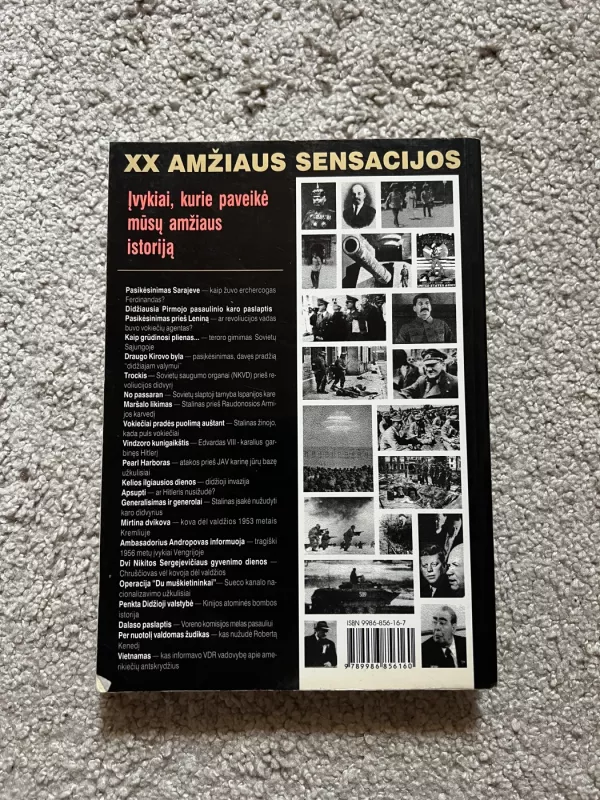 XX AMŽIAUS SENSACIJOS
Įvykiai, kurie paveikė
mūsų amžiaus
istoriją
Pasikėsinimas Sarajeve — kaip žuvo erchercogas
Ferdinandas?
Didžiausia Pirmojo pasaulinio karo paslaptis
Pasikėsinimas prieš Leniną — ar revoliucijos vadas
buvo vokiečių agentas?
Kaip grūdinosi plienas... — teroro gimimas Sovietų
Sąjungoje
Draugo Kirovo byla — pasikėsinimas, davęs pradžią
"didžiajam valymui"
Trockis — Sovietų saugumo organai (NKVD) prieš re-
voliucijos didvyrį
No passaran — Sovietų slaptoji tarnyba Ispanijos kare
Maršalo likimas — Stalinas prieš Raudonosios Armi-
jos karvedį
Vokiečiai pradės puolimą auštant — Stalinas žinojo,
kada puls vokiečiai
Vindzoro kunigaikštis — Edvardas VIII - karalius gar-
binęs Hitlerį
Pearl Harboras — atakos prieš JAV karinę jūrų bazę
užkulisiai
Kelios ilgiausios dienos — didžioji invazija
Apsupti — ar Hitleris nusižudė?
Generalisimas ir generolai — Stalinas įsakė nužudyti
karo didvyrius
Mirtina dvikova — kova dėl valdžios 1953 metais
Kremliuje
Ambasadorius Andropovas informuoja — tragiški
1956 metų įvykiai Vengrijoje
Dvi Nikitos Sergejevičiaus gyvenimo dienos —
Chruščiovas vėl kovoja dėl valdžios
Operacija "Du muškietininkai" — Sueco kanalo na-
cionalizavimo užkulisiai
Penkta Didžioji valstybė — Kinijos atominės bombos
istorija
Dalaso paslaptis — Voreno komisijos melas pasauliui
Per nuotolį valdomas žudikas — kas nužudė Robertą
Kenedį
Vietnamas — kas informavo VDR vadovybę apie ame-
rikiečių antskrydžius
ISBN 9986-856-16-7
9 789986 856160